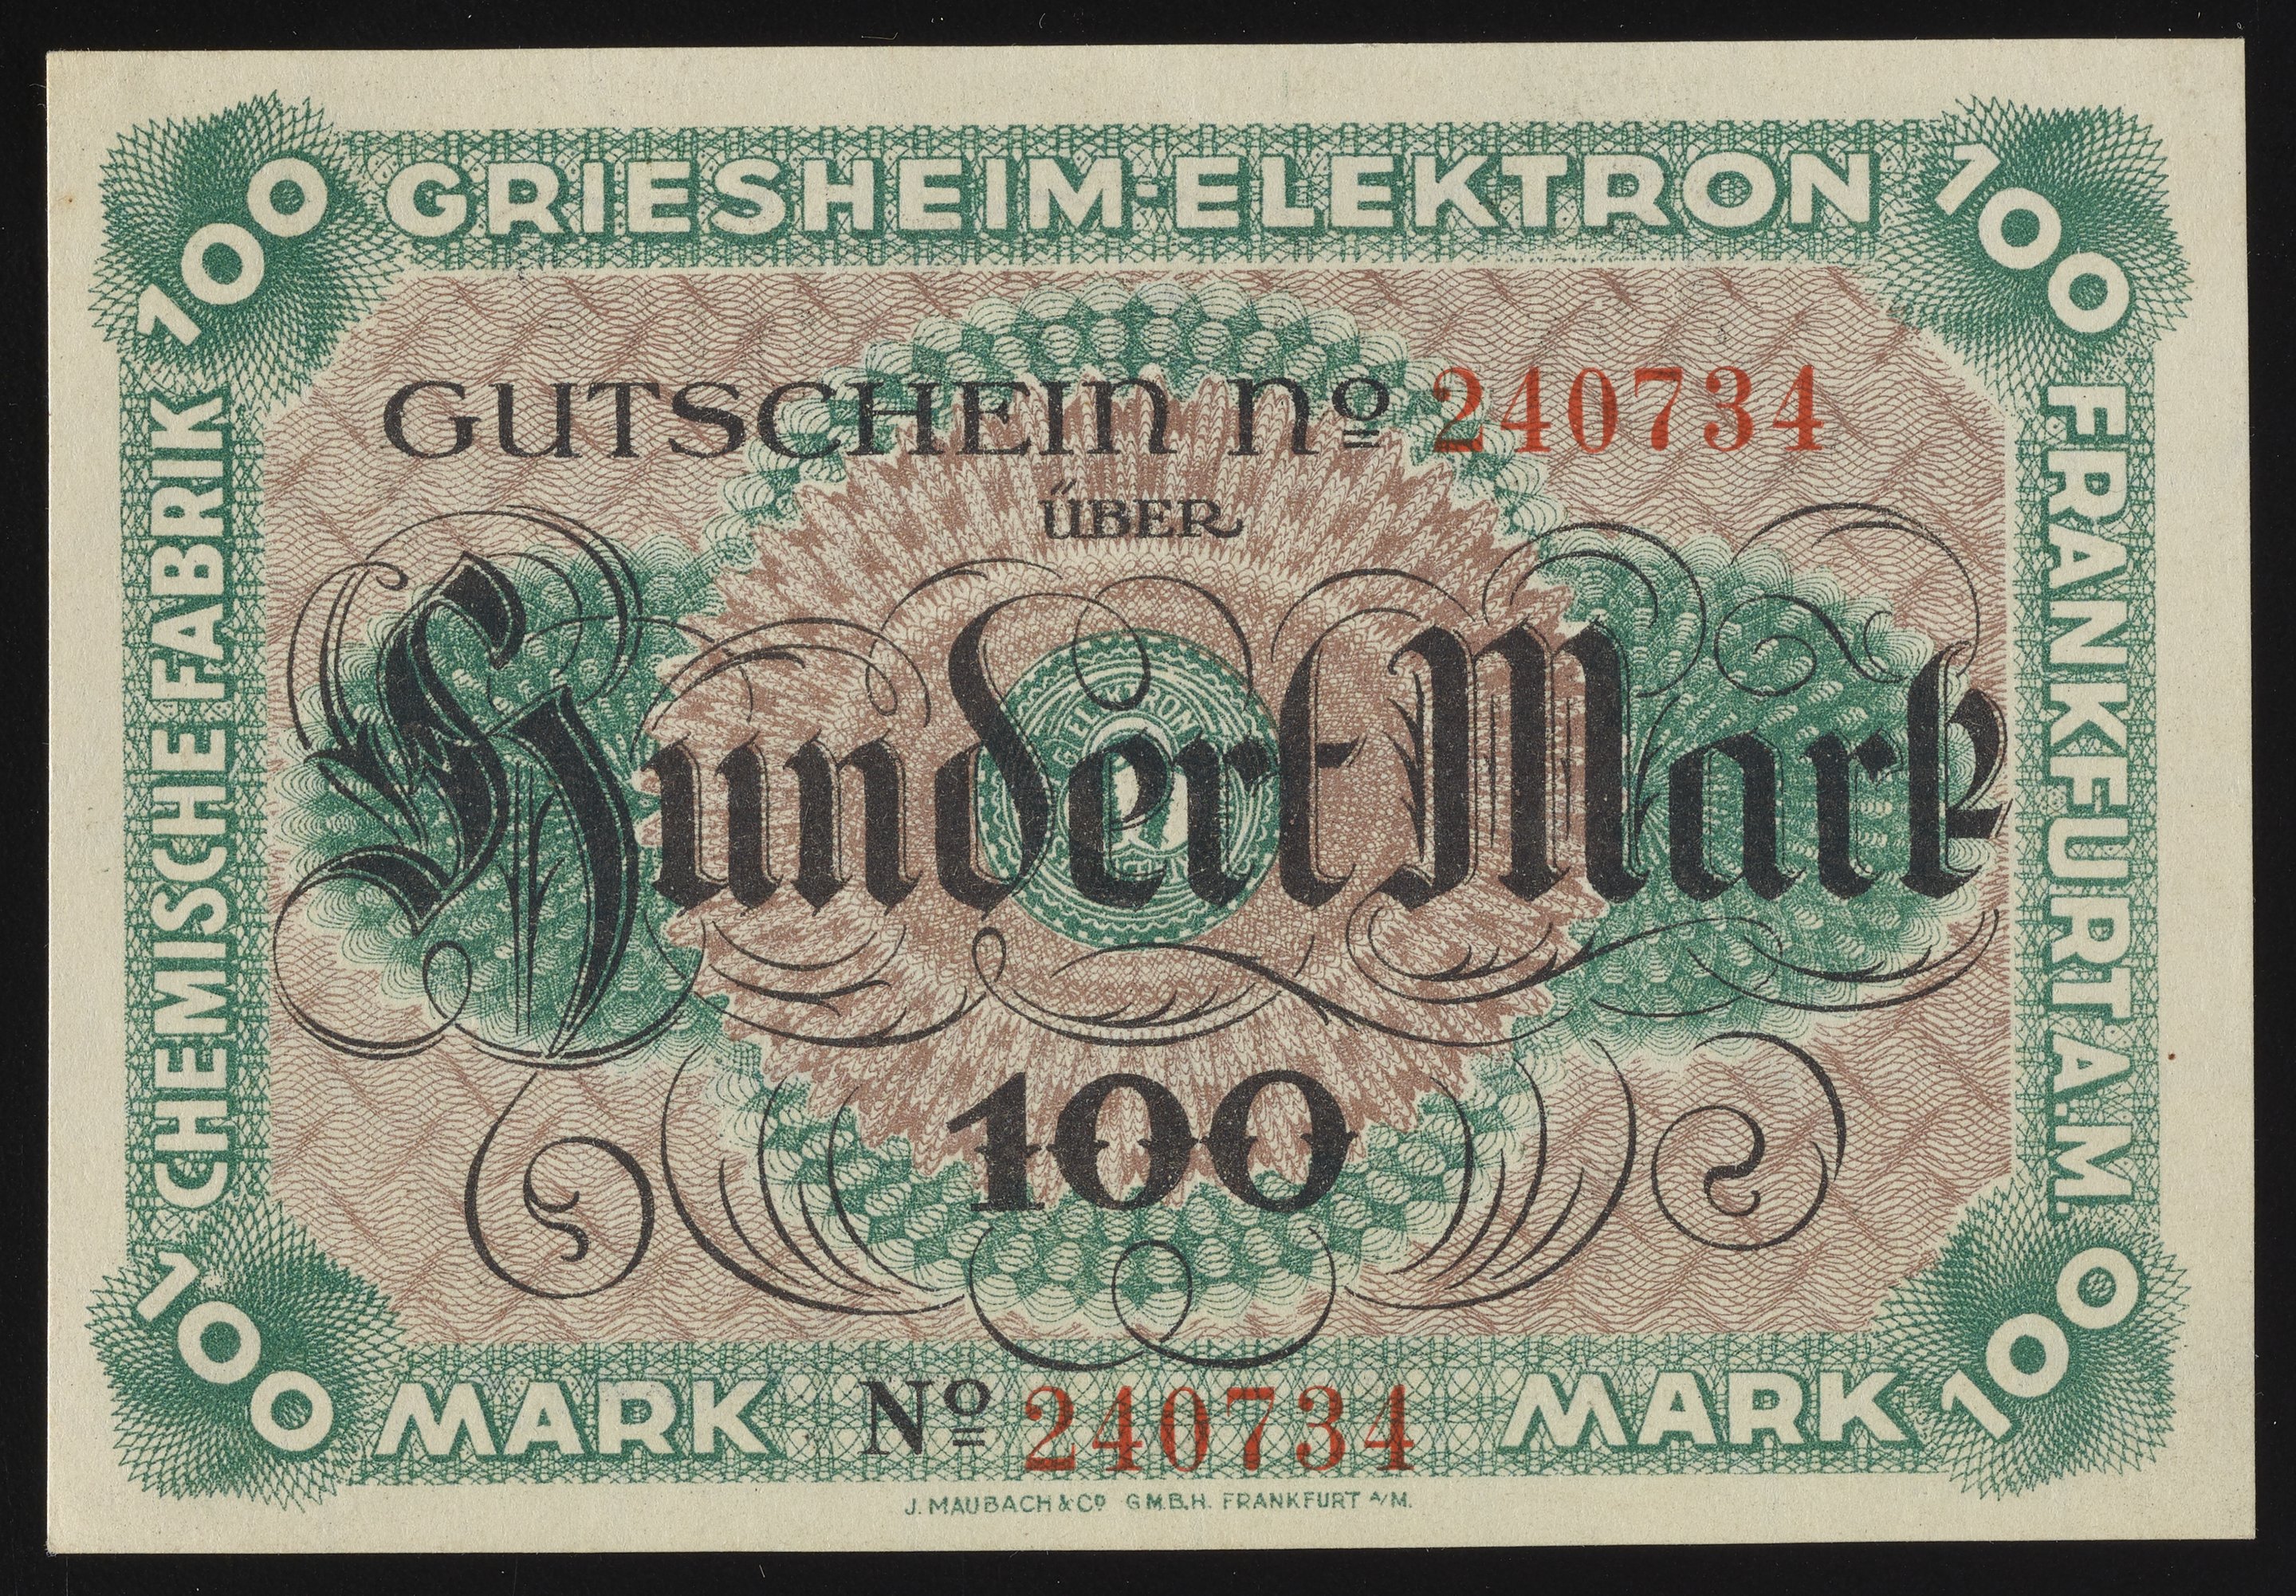 100 GRIESHEIM-ELEKTRON 100
CHEMISCHE FABRIK
FRANKFURT A.M.
GUTSCHEIN No 240734
ÜBER
Hundert Mark
100
100 MARK No 240734 MARK 100
J. MAUBACH & Co G.M.B.H. FRANKFURT A/M.